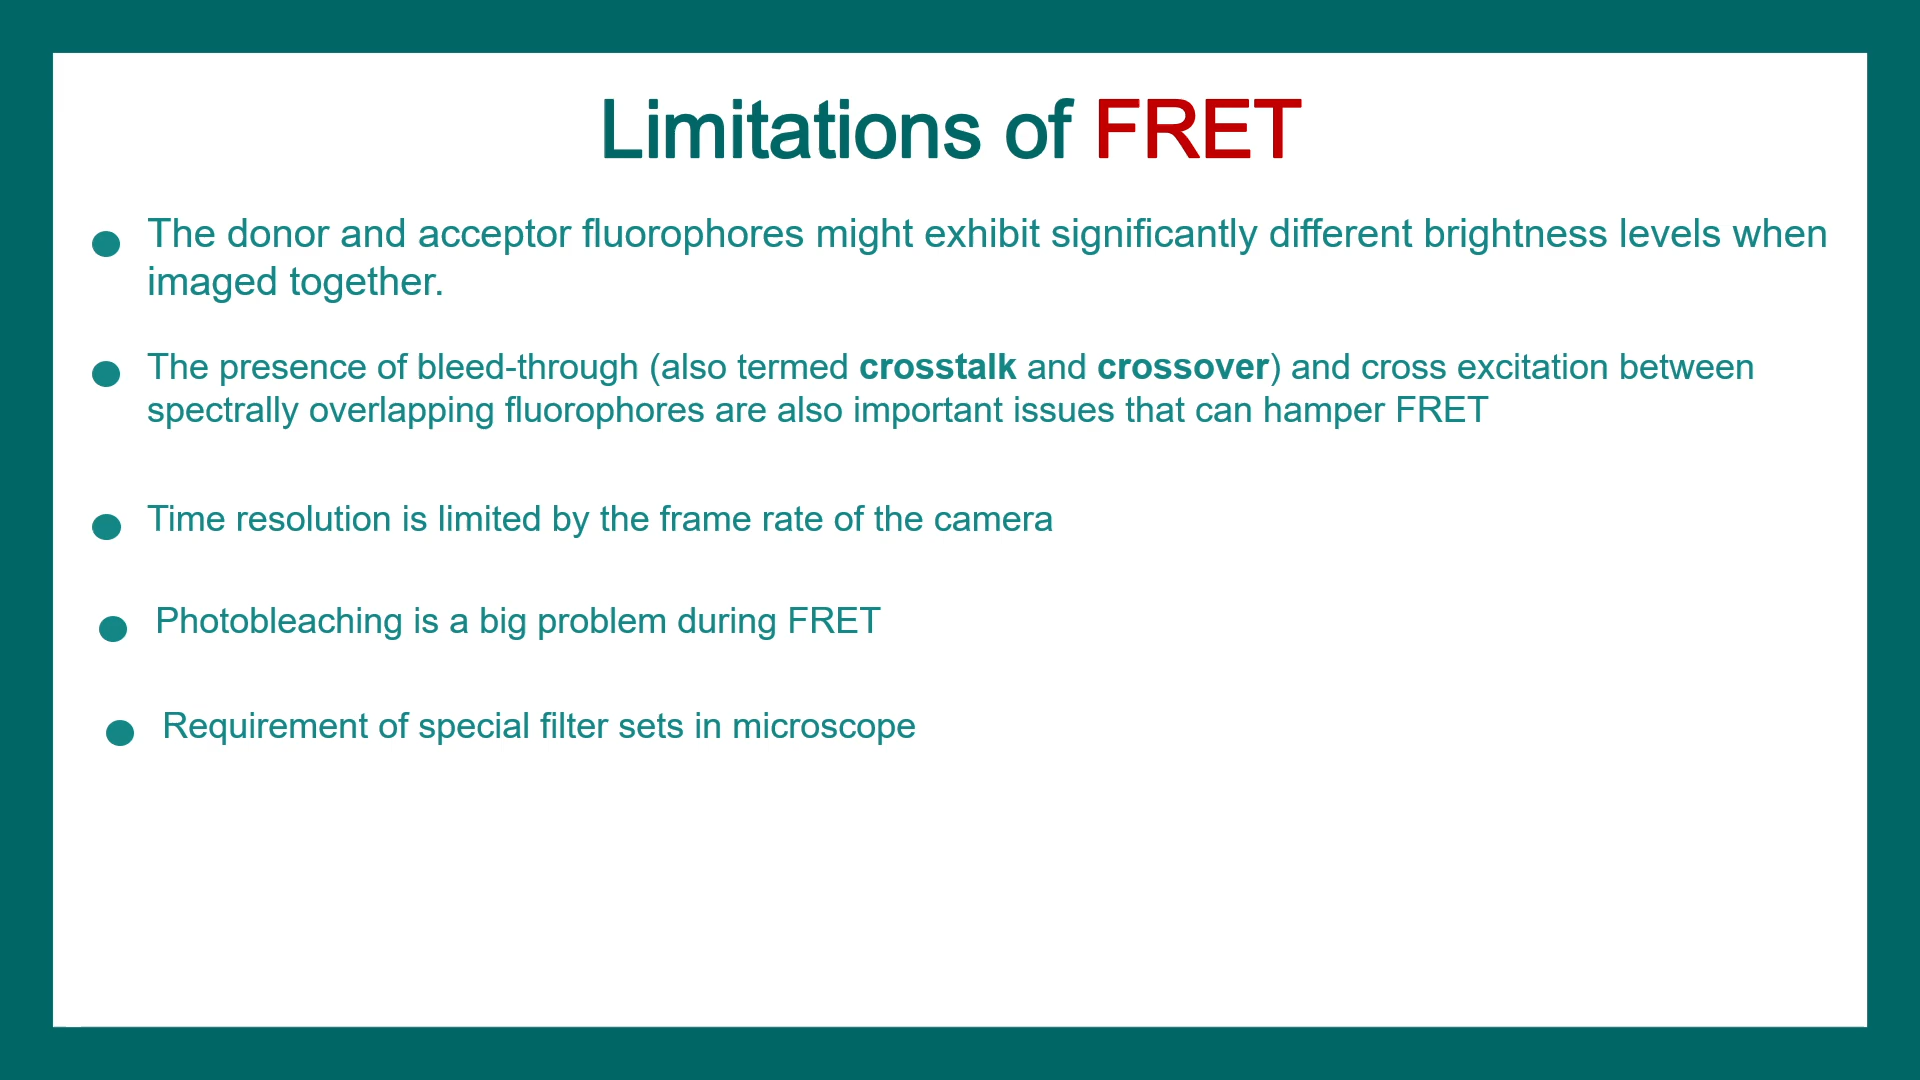 Limitations of FRET
The donor and acceptor fluorophores might exhibit significantly different brightness levels when
imaged together.
The presence of bleed-through (also termed crosstalk and crossover) and cross excitation between
spectrally overlapping fluorophores are also important issues that can hamper FRET
Time resolution is limited by the frame rate of the camera
Photobleaching is a big problem during FRET
Requirement of special filter sets in microscope